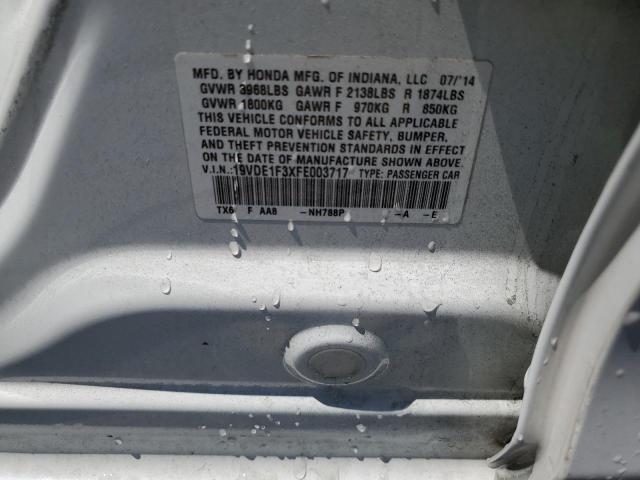 MFD. BY HONDA MFG. OF INDIANA, LLC 07/'14
GVWR 3968LBS GAWR F 2138LBS R 1874LBS
GVWR 1800KG GAWR F 970KG R 850KG
THIS VEHICLE CONFORMS TO ALL APPLICABLE
FEDERAL MOTOR VEHICLE SAFETY, BUMPER,
AND THEFT PREVENTION STANDARDS IN EFFECT
ON THE DATE OF MANUFACTURE SHOWN ABOVE.
V.I.N.:19VDE1F3XFE003717 TYPE: PASSENGER CAR
TX6 F AA8 -NH788P -A -E